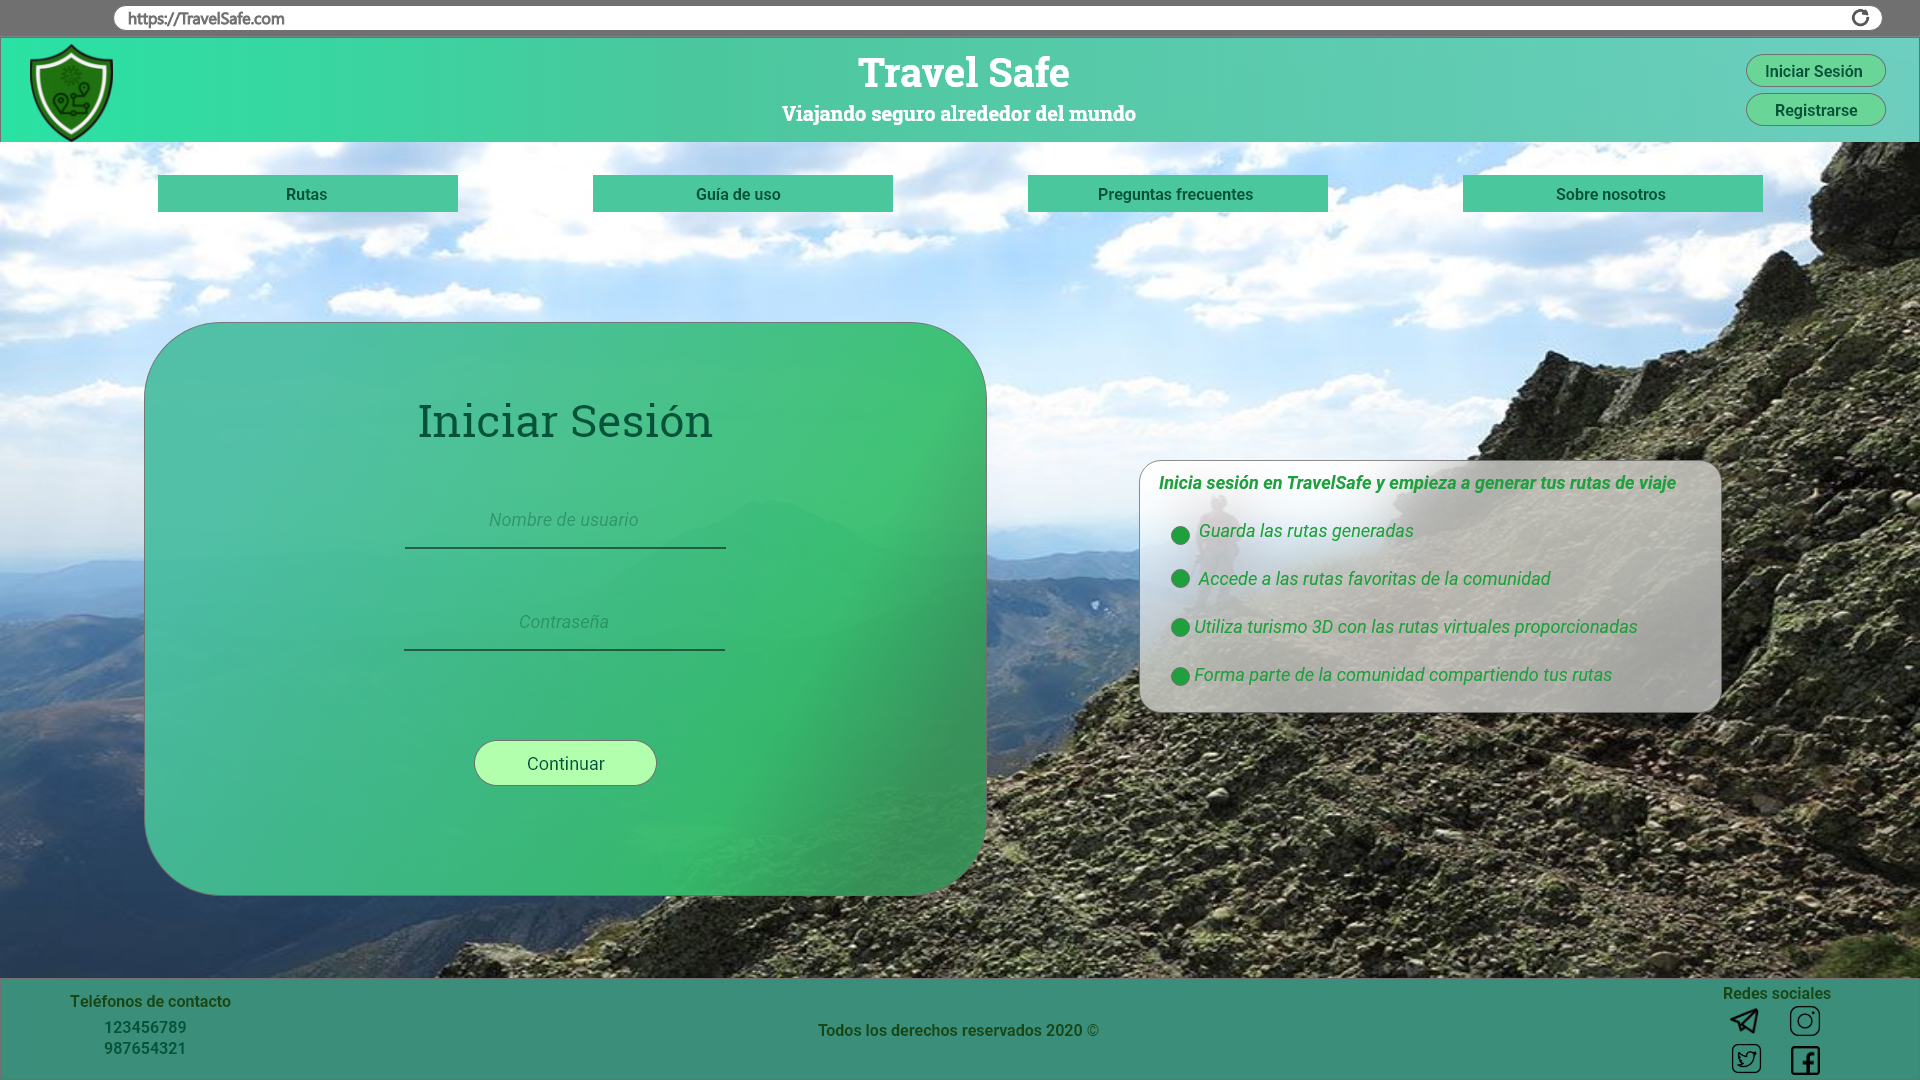 https://TravelSafe.com
Travel Safe
Viajando seguro alrededor del mundo
Iniciar Sesión
Registrarse
Rutas
Guía de uso
Preguntas frecuentes
Sobre nosotros
Iniciar Sesión
Nombre de usuario
Contraseña
Continuar
Inicia sesión en TravelSafe y empieza a generar tus rutas de viaje
Guarda las rutas generadas
Accede a las rutas favoritas de la comunidad
Utiliza turismo 3D con las rutas virtuales proporcionadas
Forma parte de la comunidad compartiendo tus rutas
Teléfonos de contacto
123456789
987654321
Todos los derechos reservados 2020 ©
Redes sociales